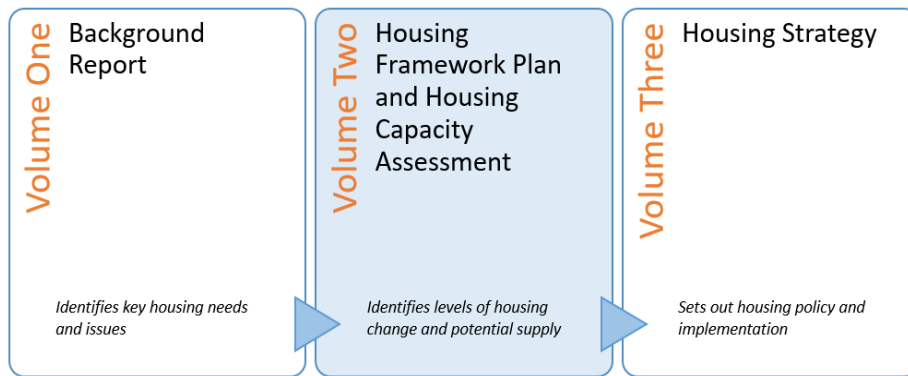 Volume One
Background
Report
Identifies key housing needs
and issues
Volume Two
Housing
Framework Plan
and Housing
Capacity
Assessment
Identifies levels of housing
change and potential supply
Volume Three
Housing Strategy
Sets out housing policy and
implementation